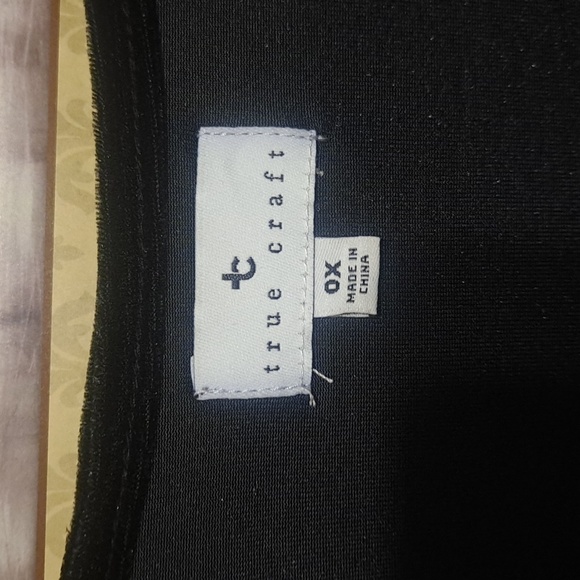 tc
true craft
0X
MADE IN
CHINA